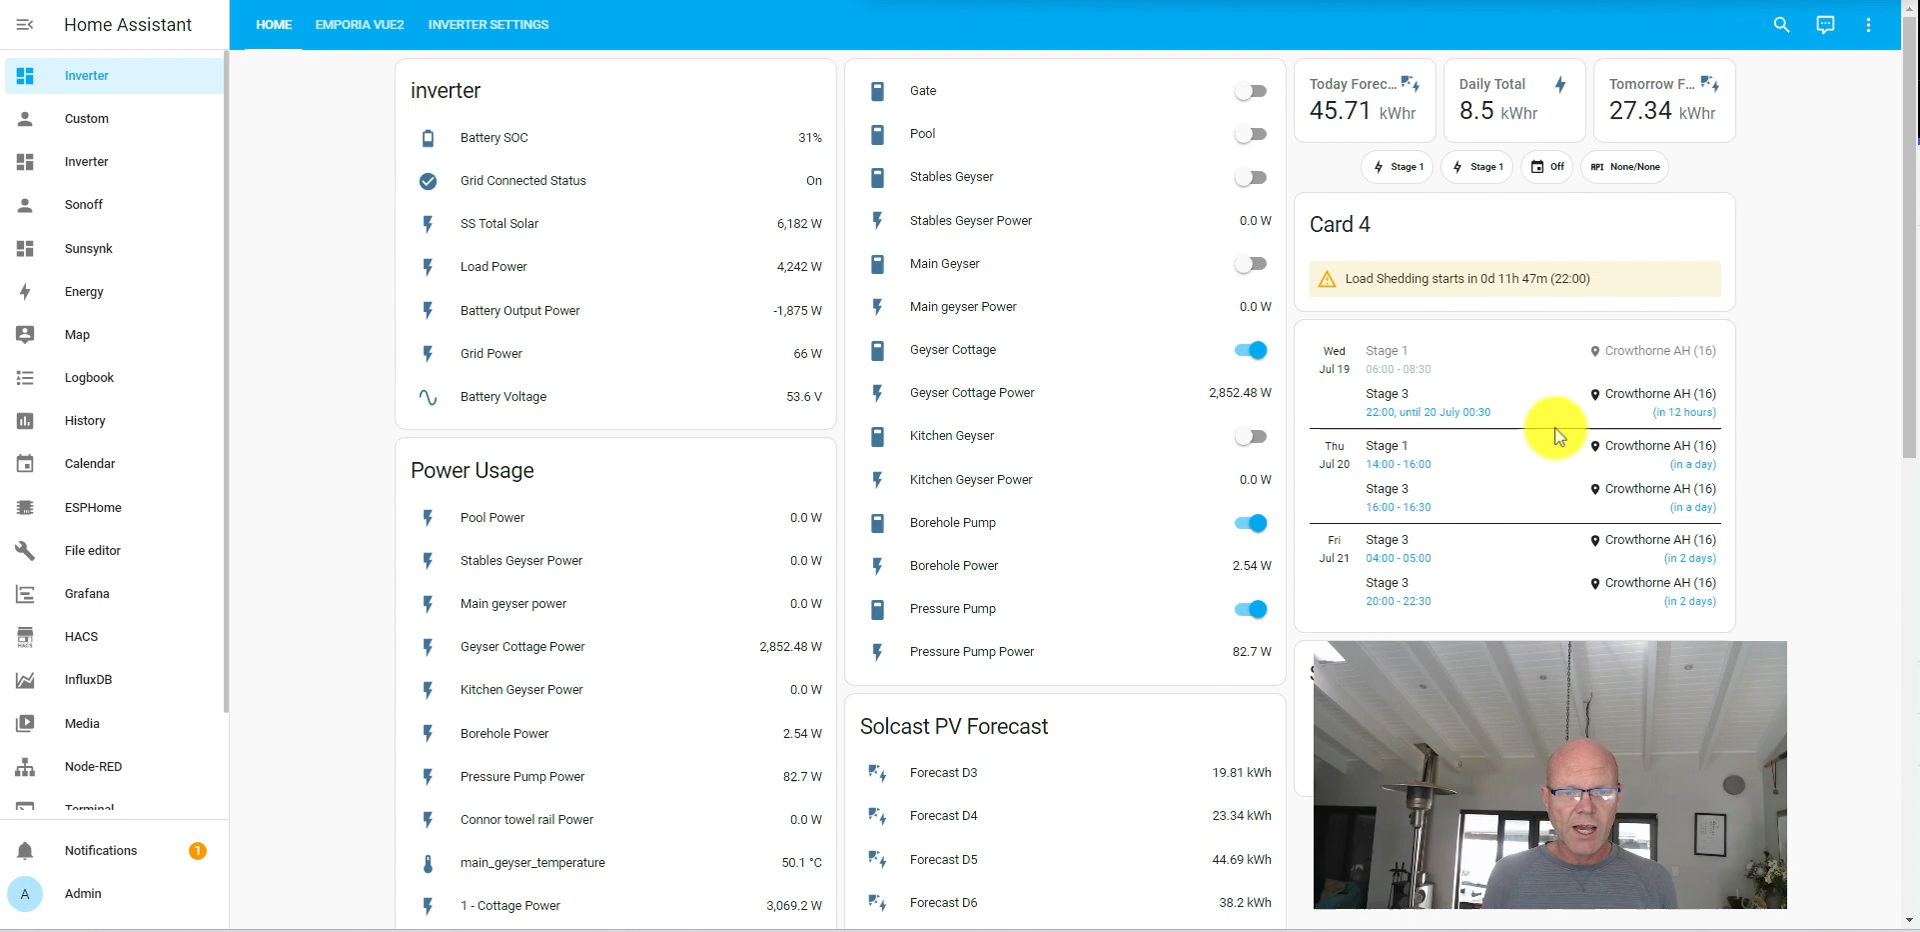 Home Assistant
HOME EMPORIA VUE2 INVERTER SETTINGS
Inverter
Custom
Inverter
Sonoff
Sunsynk
Energy
Map
Logbook
History
Calendar
ESPHome
File editor
Grafana
HACS
HACS
InfluxDB
Media
Node-RED
Terminal
Notifications 1
A Admin
inverter
Battery SOC 31%
Grid Connected Status On
SS Total Solar 6,182 W
Load Power 4,242 W
Battery Output Power -1,875 W
Grid Power 66 W
Battery Voltage 53.6 V
Power Usage
Pool Power 0.0 W
Stables Geyser Power 0.0 W
Main geyser power 0.0 W
Geyser Cottage Power 2,852.48 W
Kitchen Geyser Power 0.0 W
Borehole Power 2.54 W
Pressure Pump Power 82.7 W
Connor towel rail Power 0.0 W
main_geyser_temperature 50.1 °C
1 - Cottage Power 3,069.2 W
Gate
Pool
Stables Geyser
Stables Geyser Power 0.0 W
Main Geyser
Main geyser Power 0.0 W
Geyser Cottage
Geyser Cottage Power 2,852.48 W
Kitchen Geyser
Kitchen Geyser Power 0.0 W
Borehole Pump
Borehole Power 2.54 W
Pressure Pump
Pressure Pump Power 82.7 W
Solcast PV Forecast
Forecast D3 19.81 kWh
Forecast D4 23.34 kWh
Forecast D5 44.69 kWh
Forecast D6 38.2 kWh
Today Forec...
45.71 kWhr
Daily Total
8.5 kWhr
Tomorrow F...
27.34 kWhr
Stage 1 Stage 1 Off API None/None
Card 4
Load Shedding starts in 0d 11h 47m (22:00)
Wed Stage 1 Crowthorne AH (16)
Jul 19 06:00 - 08:30
Stage 3 Crowthorne AH (16)
22:00, until 20 July 00:30 (in 12 hours)
Thu Stage 1 Crowthorne AH (16)
Jul 20 14:00 - 16:00 (in a day)
Stage 3 Crowthorne AH (16)
16:00 - 16:30 (in a day)
Fri Stage 3 Crowthorne AH (16)
Jul 21 04:00 - 05:00 (in 2 days)
Stage 3 Crowthorne AH (16)
20:00 - 22:30 (in 2 days)